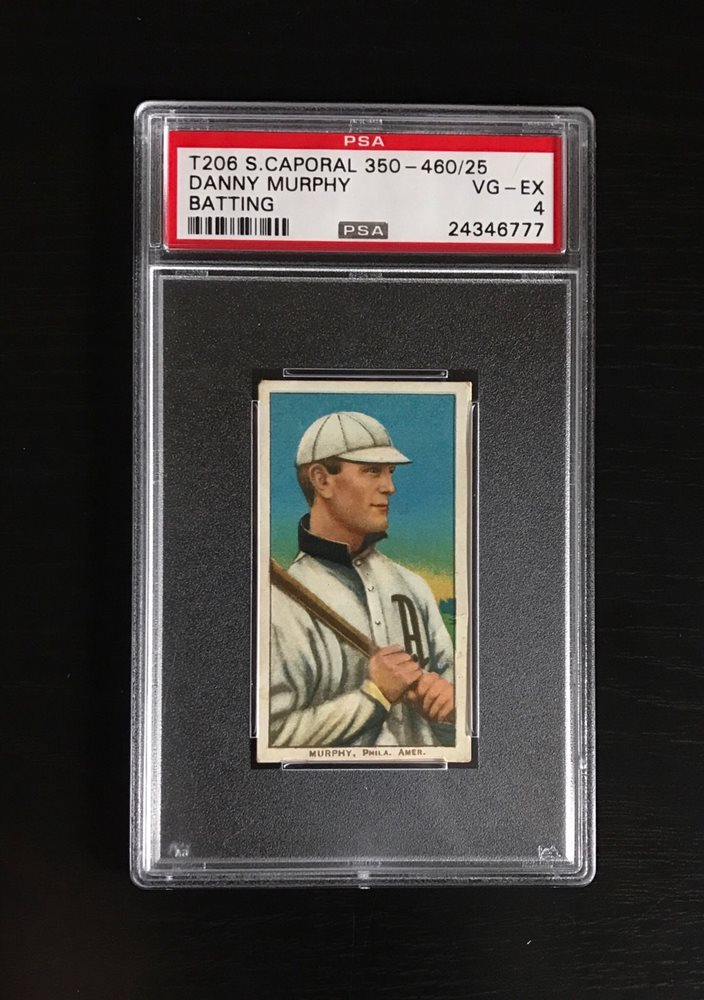 PSA
T206 S.CAPORAL 350-460/25
DANNY MURPHY VG-EX
BATTING 4
PSA 24346777
A
MURPHY, PHILA. AMER.